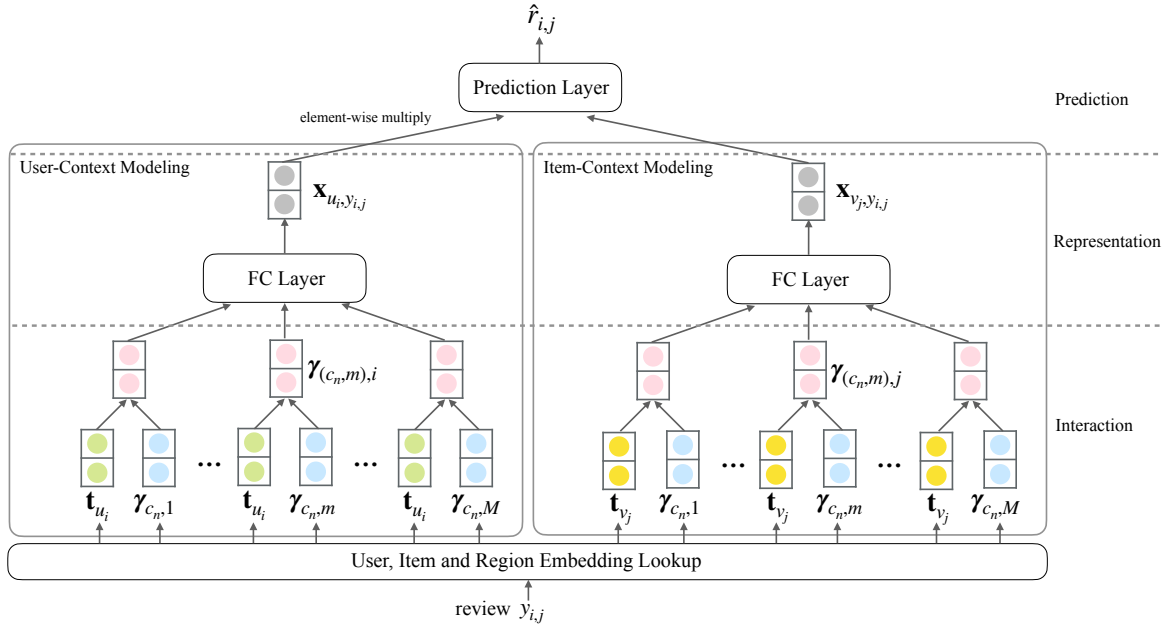 r̂_{i,j}
Prediction Layer
Prediction
element-wise multiply
User-Context Modeling
Item-Context Modeling
x_{u_i,y_{i,j}}
x_{v_j,y_{i,j}}
Representation
FC Layer
FC Layer
γ_{(c_n,m),i}
γ_{(c_n,m),j}
Interaction
... ... ... ...
t_{u_i} γ_{c_n,1} t_{u_i} γ_{c_n,m} t_{u_i} γ_{c_n,M} t_{v_j} γ_{c_n,1} t_{v_j} γ_{c_n,m} t_{v_j} γ_{c_n,M}
User, Item and Region Embedding Lookup
review y_{i,j}